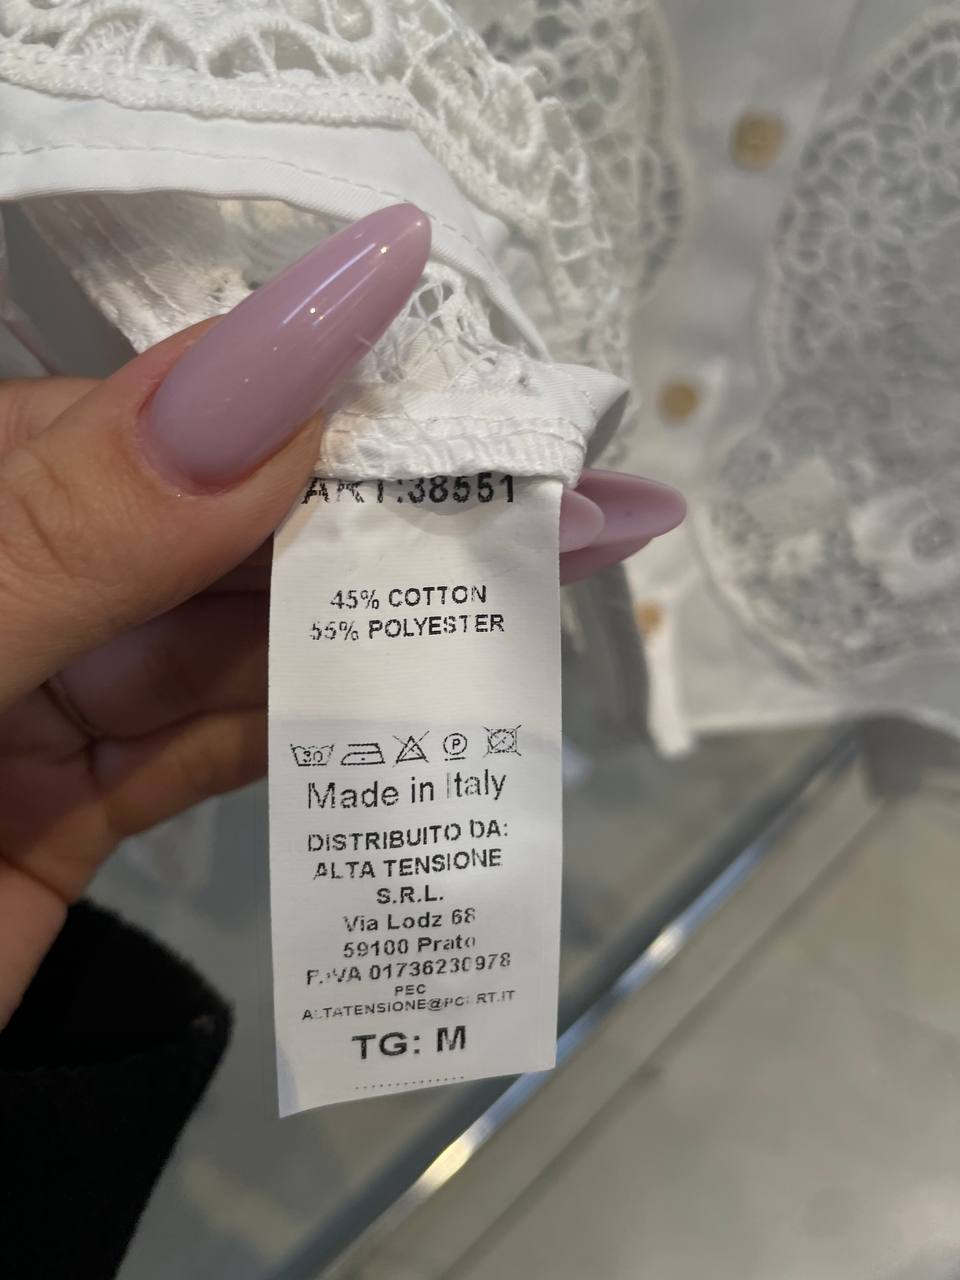 ART:38551
45% COTTON
55% POLYESTER
30 P
Made in Italy
DISTRIBUITO DA:
ALTA TENSIONE
S.R.L.
Via Lodz 68
59100 Prato
P.IVA 01736230978
PEC
TG: M